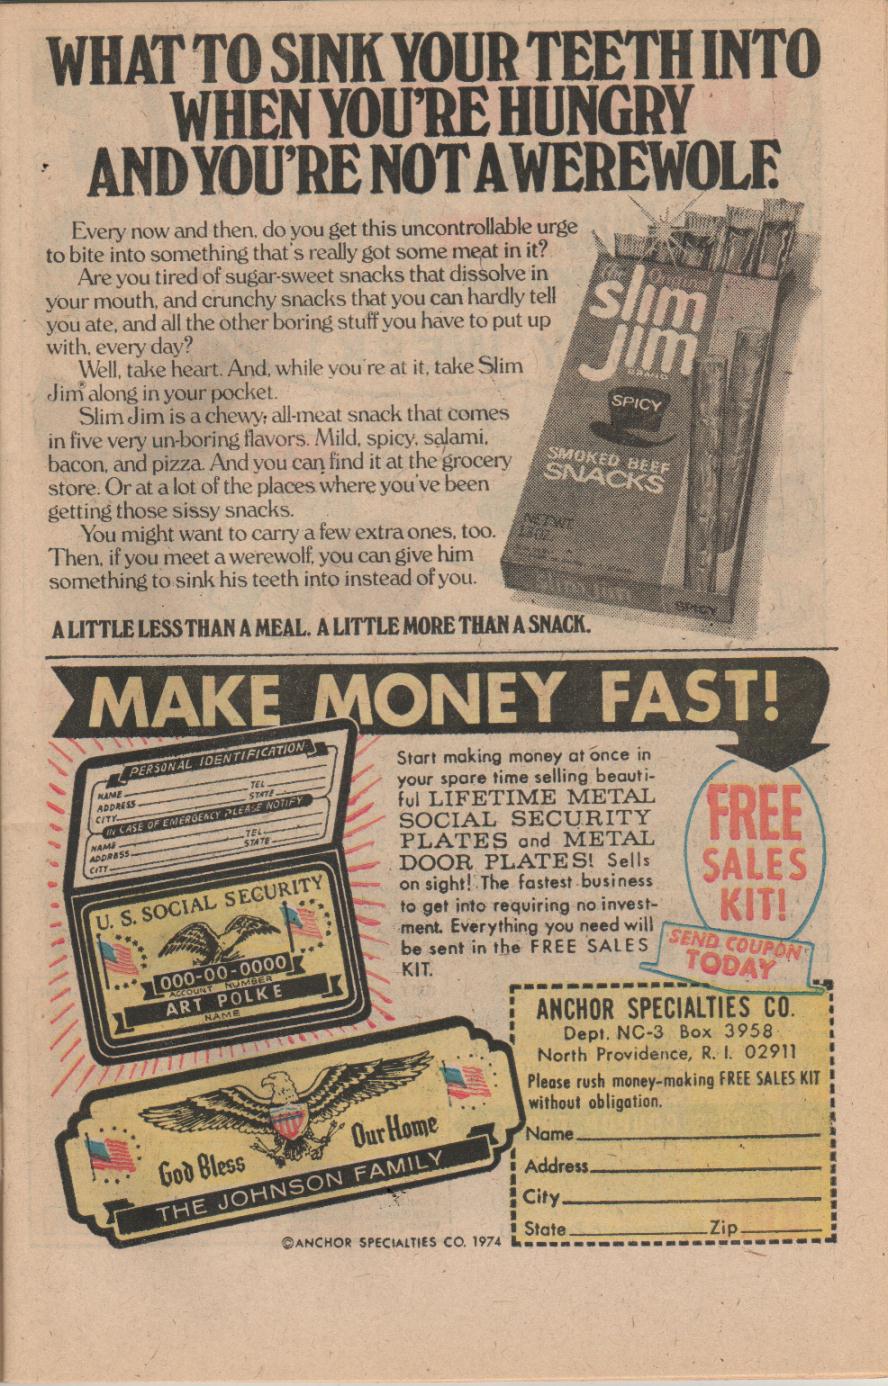 WHAT TO SINK YOUR TEETH INTO
WHEN YOU'RE HUNGRY
AND YOU'RE NOT A WEREWOLF.
Every now and then, do you get this uncontrollable urge
to bite into something that's really got some meat in it?
Are you tired of sugar-sweet snacks that dissolve in
your mouth, and crunchy snacks that you can hardly tell
you ate, and all the other boring stuff you have to put up
with, every day?
Well, take heart. And, while you're at it, take Slim
Jim® along in your pocket.
Slim Jim is a chewy, all-meat snack that comes
in five very un-boring flavors. Mild, spicy, salami,
bacon, and pizza. And you can find it at the grocery
store. Or at a lot of the places where you've been
getting those sissy snacks.
You might want to carry a few extra ones, too.
Then, if you meet a werewolf, you can give him
something to sink his teeth into instead of you.
slim
jim
SPICY
SMOKED BEEF
SNACKS
NET WT.
Slim Jim
SPICY
A LITTLE LESS THAN A MEAL. A LITTLE MORE THAN A SNACK.
MAKE MONEY FAST!
PERSONAL IDENTIFICATION
NAME TEL
ADDRESS STATE
CITY
IN CASE OF EMERGENCY PLEASE NOTIFY
NAME TEL
ADDRESS STATE
CITY
U. S. SOCIAL SECURITY
000-00-0000
ACCOUNT NUMBER
ART POLKE
NAME
Start making money at once in
your spare time selling beauti-
ful LIFETIME METAL
SOCIAL SECURITY
PLATES and METAL
DOOR PLATES! Sells
on sight! The fastest business
to get into requiring no invest-
ment. Everything you need will
be sent in the FREE SALES
KIT.
FREE
SALES
KIT!
SEND COUPON
TODAY
God Bless Our Home
THE JOHNSON FAMILY
©ANCHOR SPECIALTIES CO. 1974
ANCHOR SPECIALTIES CO.
Dept. NC-3 Box 3958
North Providence, R. I. 02911
Please rush money-making FREE SALES KIT
without obligation.
Name
Address
City
State Zip